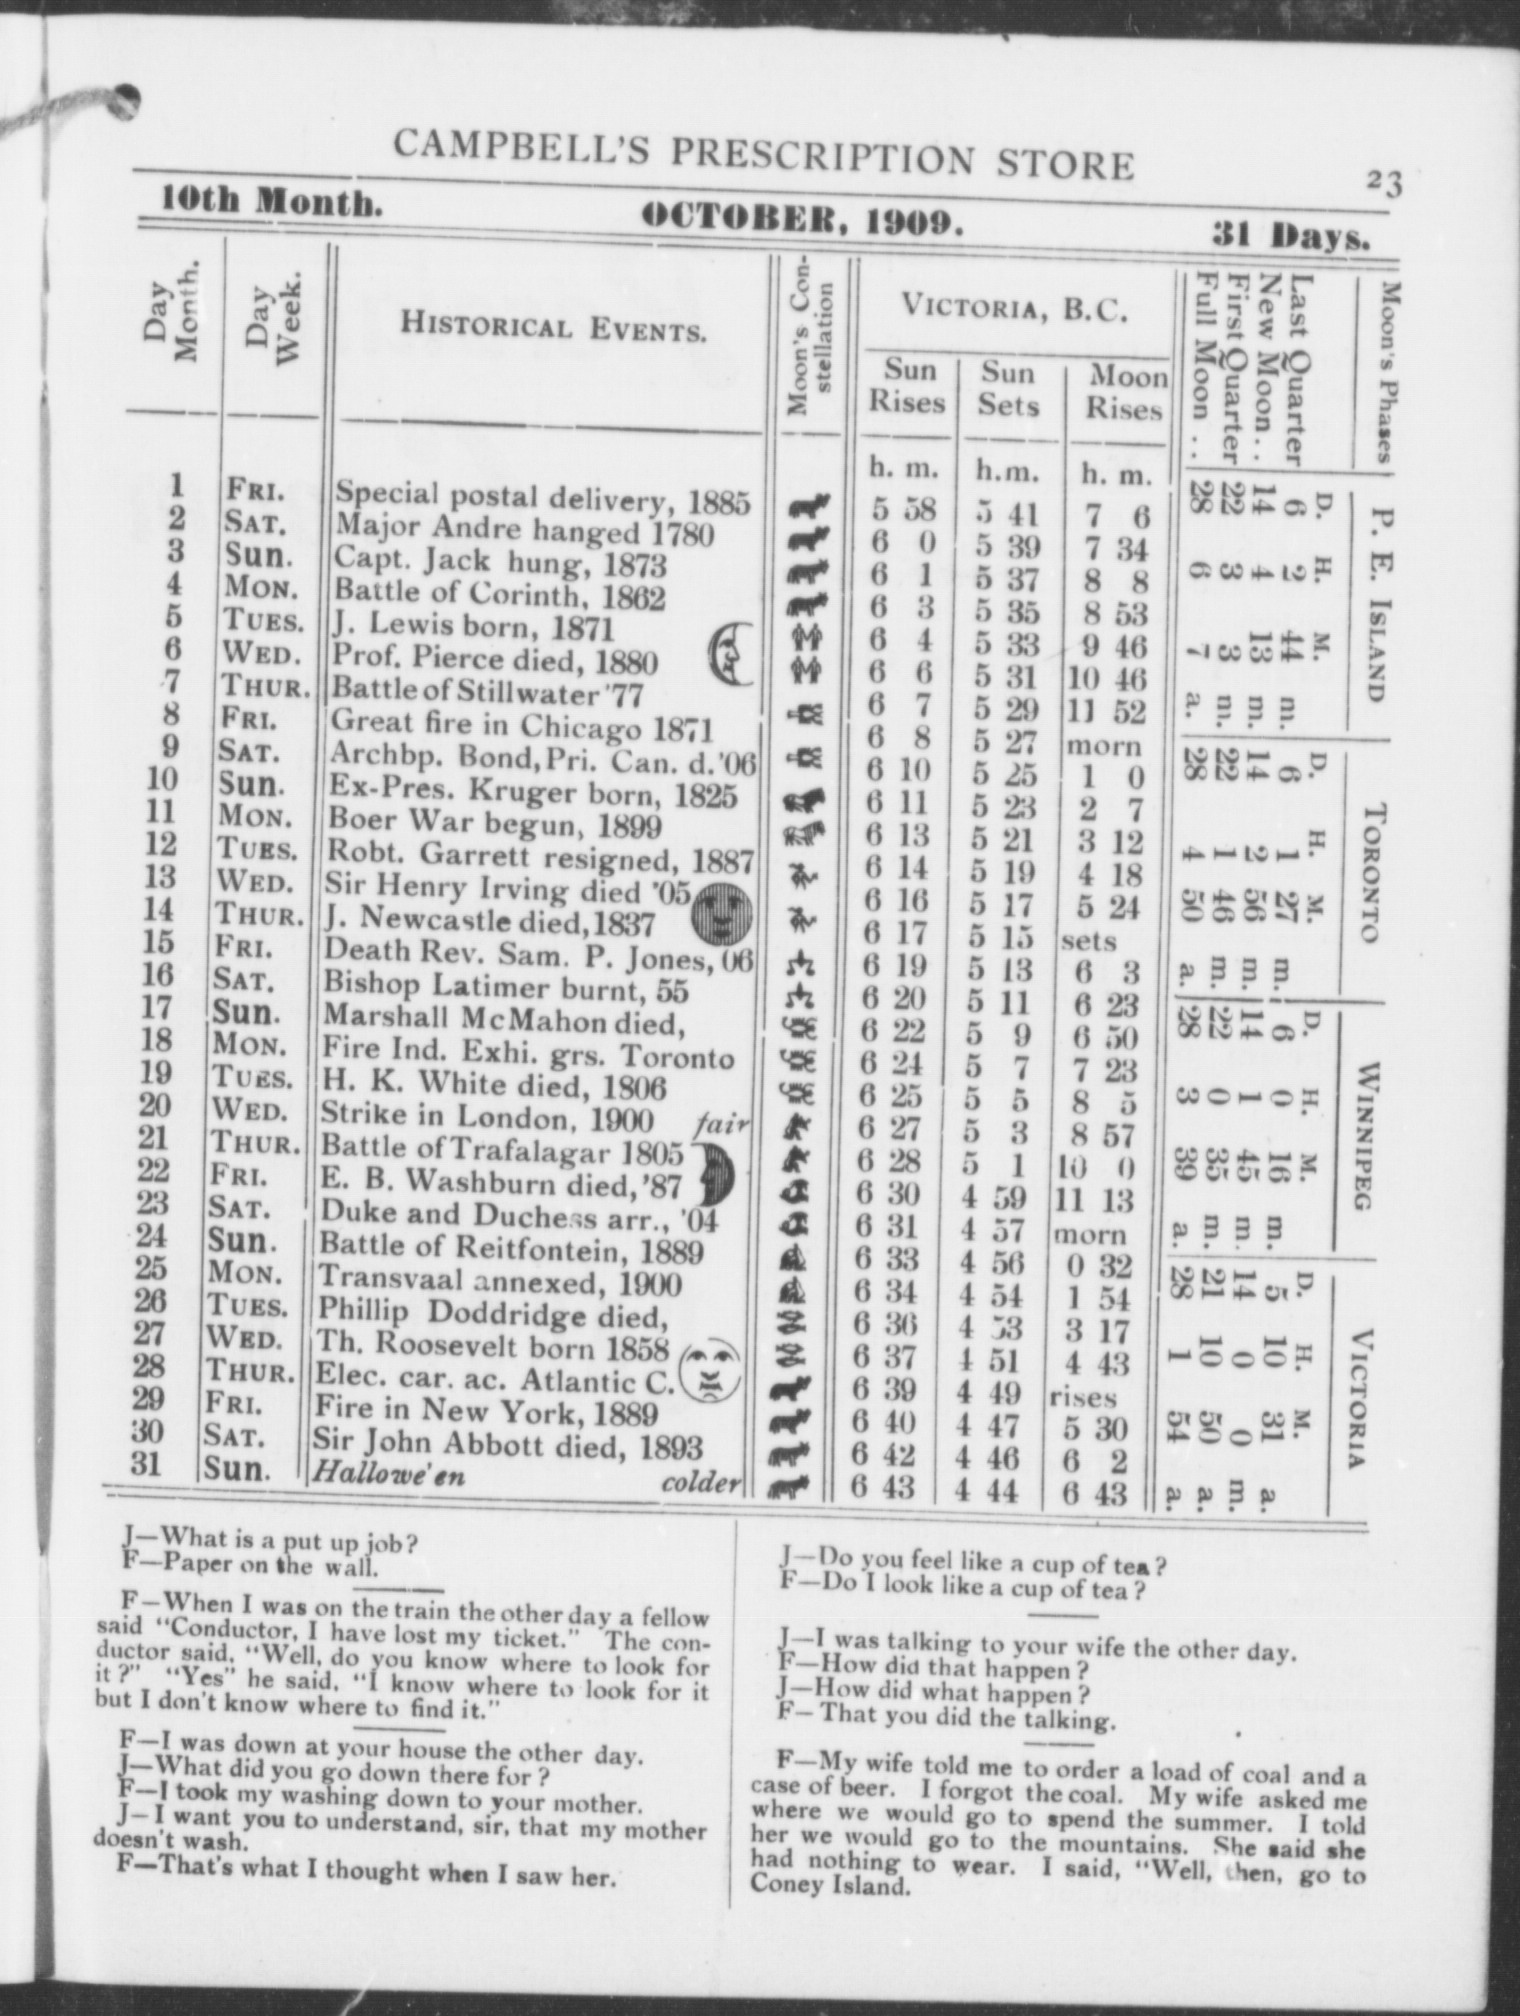 CAMPBELL'S PRESCRIPTION STORE 23
10th Month. OCTOBER, 1909. 31 Days.
Day Month. Day Week. HISTORICAL EVENTS. Moon's Con-stellation VICTORIA, B.C.
Sun Rises Sun Sets Moon Rises
h. m. h.m. h. m.
1 FRI. Special postal delivery, 1885 5 58 5 41 7 6
2 SAT. Major Andre hanged 1780 6 0 5 39 7 34
3 Sun. Capt. Jack hung, 1873 6 1 5 37 8 8
4 MON. Battle of Corinth, 1862 6 3 5 35 8 53
5 TUES. J. Lewis born, 1871 6 4 5 33 9 46
6 WED. Prof. Pierce died, 1880 6 6 5 31 10 46
7 THUR. Battle of Stillwater '77 6 7 5 29 11 52
8 FRI. Great fire in Chicago 1871 6 8 5 27 morn
9 SAT. Archbp. Bond, Pri. Can. d. '06 6 10 5 25 1 0
10 Sun. Ex-Pres. Kruger born, 1825 6 11 5 23 2 7
11 MON. Boer War begun, 1899 6 13 5 21 3 12
12 TUES. Robt. Garrett resigned, 1887 6 14 5 19 4 18
13 WED. Sir Henry Irving died '05 6 16 5 17 5 24
14 THUR. J. Newcastle died, 1837 6 17 5 15 sets
15 FRI. Death Rev. Sam. P. Jones, 06 6 19 5 13 6 3
16 SAT. Bishop Latimer burnt, 55 6 20 5 11 6 23
17 Sun. Marshall McMahon died, 6 22 5 9 6 50
18 MON. Fire Ind. Exhi. grs. Toronto 6 24 5 7 7 23
19 TUES. H. K. White died, 1806 6 25 5 5 8 5
20 WED. Strike in London, 1900 fair 6 27 5 3 8 57
21 THUR. Battle of Trafalagar 1805 6 28 5 1 10 0
22 FRI. E. B. Washburn died, '87 6 30 4 59 11 13
23 SAT. Duke and Duchess arr., '04 6 31 4 57 morn
24 Sun. Battle of Reitfontein, 1889 6 33 4 56 0 32
25 MON. Transvaal annexed, 1900 6 34 4 54 1 54
26 TUES. Phillip Doddridge died, 6 36 4 53 3 17
27 WED. Th. Roosevelt born 1858 6 37 4 51 4 43
28 THUR. Elec. car. ac. Atlantic C. 6 39 4 49 rises
29 FRI. Fire in New York, 1889 6 40 4 47 5 30
30 SAT. Sir John Abbott died, 1893 6 42 4 46 6 2
31 Sun. Hallowe'en colder 6 43 4 44 6 43
Moon's Phases P. E. ISLAND TORONTO WINNIPEG VICTORIA
D. H. M. D. H. M. D. H. M. D. H. M.
Last Quarter 6 2 44 m. 6 1 27 m. 6 0 16 m. 5 10 31 a.
New Moon.. 14 4 13 m. 14 2 56 m. 14 1 45 m. 14 0 0 m.
First Quarter 22 3 3 m. 22 1 46 m. 22 0 35 m. 21 10 50 a.
Full Moon .. 28 6 7 a. 28 4 50 a. 28 3 39 a. 28 1 54 a.
J—What is a put up job?
F—Paper on the wall.
F—When I was on the train the other day a fellow
said "Conductor, I have lost my ticket." The con-
ductor said, "Well, do you know where to look for
it?" "Yes" he said, "I know where to look for it
but I don't know where to find it."
F—I was down at your house the other day.
J—What did you go down there for?
F—I took my washing down to your mother.
J—I want you to understand, sir, that my mother
doesn't wash.
F—That's what I thought when I saw her.
J—Do you feel like a cup of tea?
F—Do I look like a cup of tea?
J—I was talking to your wife the other day.
F—How did that happen?
J—How did what happen?
F—That you did the talking.
F—My wife told me to order a load of coal and a
case of beer. I forgot the coal. My wife asked me
where we would go to spend the summer. I told
her we would go to the mountains. She said she
had nothing to wear. I said, "Well, then, go to
Coney Island.